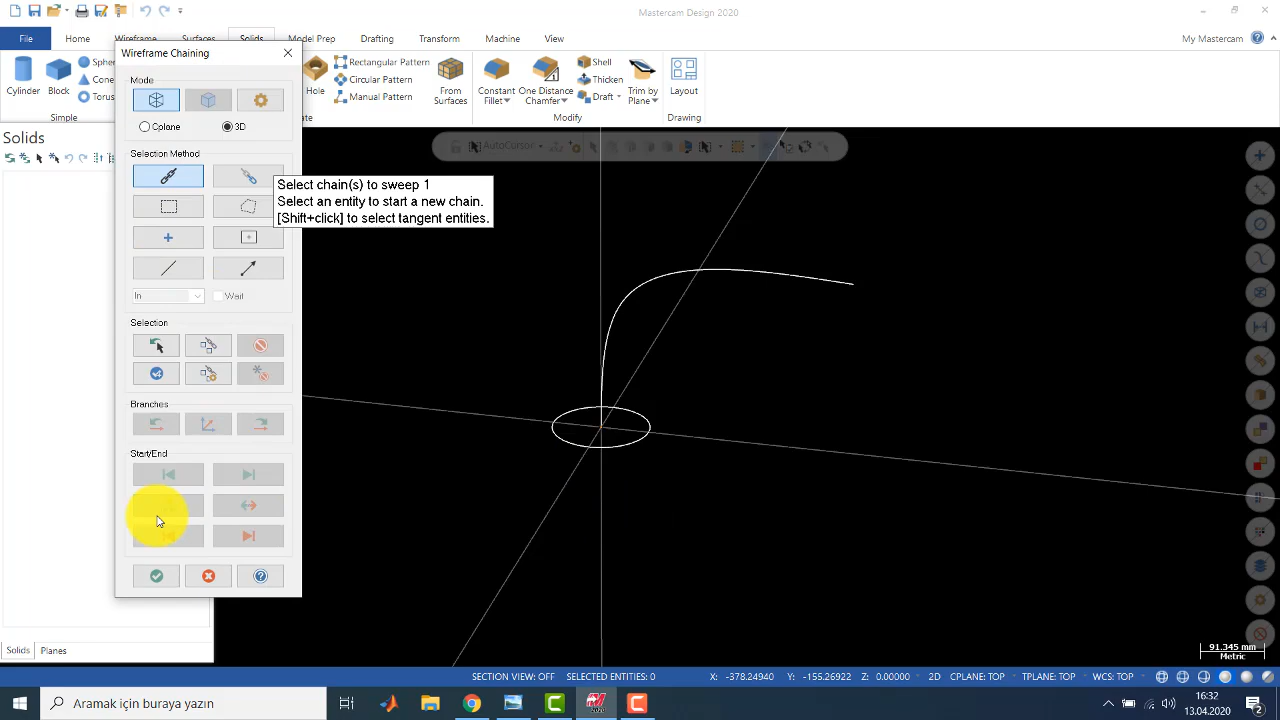 Mastercam Design 2020
File
Home
Wireframe
Surfaces
Solids
Model Prep
Drafting
Transform
Machine
View
My Mastercam
Wireframe Chaining
Cylinder
Block
Hole
Rectangular Pattern
Circular Pattern
Manual Pattern
From
Surfaces
Constant
Fillet
One Distance
Chamfer
Shell
Thicken
Draft
Trim by
Plane
Layout
Simple
Modify
Drawing
Solids
Mode
Cplane
3D
Selection Method
Select chain(s) to sweep 1
Select an entity to start a new chain.
[Shift+click] to select tangent entities.
AutoCursor
In
Wait
Selection
Branches
Start/End
Solids
Planes
91.345 mm
Metric
SECTION VIEW: OFF SELECTED ENTITIES: 0 X: -378.24940 Y: -155.26922 Z: 0.00000 2D CPLANE: TOP TPLANE: TOP WCS: TOP
Aramak için buraya yazın
2020
16:32
13.04.2020
2